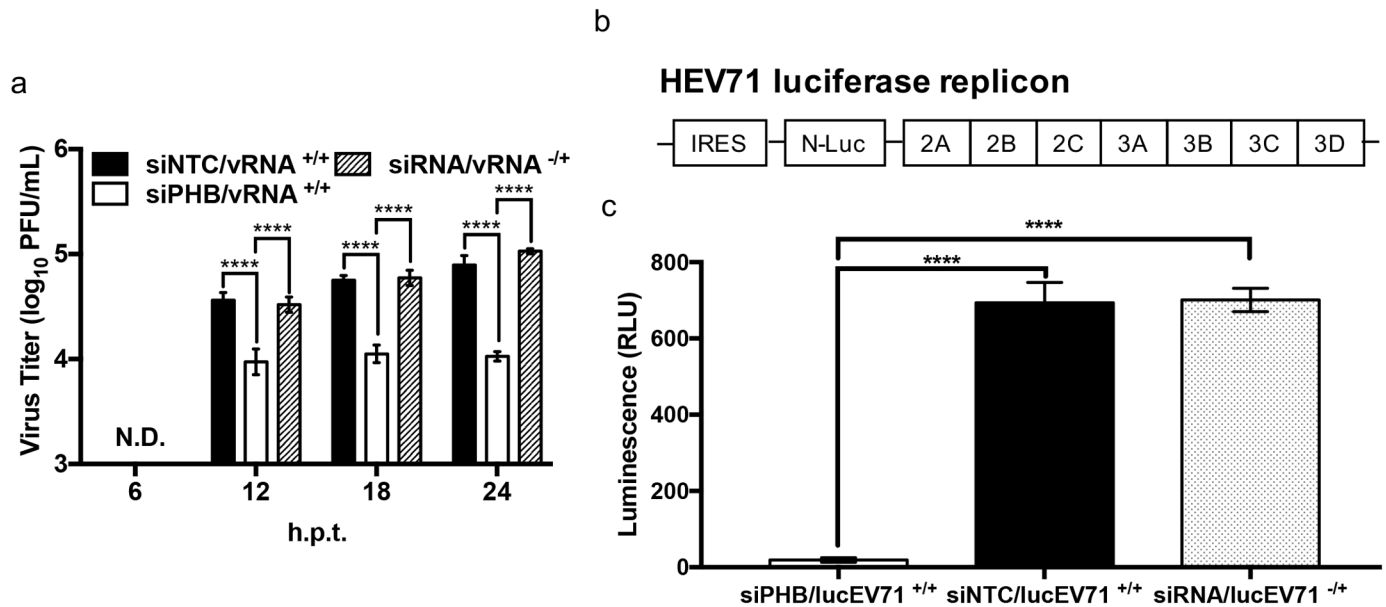 a
Virus Titer (log10 PFU/mL)
6
5
4
3
siNTC/vRNA +/+
siRNA/vRNA -/+
siPHB/vRNA +/+
N.D.
****
****
****
****
****
****
6 12 18 24
h.p.t.
b
HEV71 luciferase replicon
IRES N-Luc 2A 2B 2C 3A 3B 3C 3D
c
Luminescence (RLU)
800
600
400
200
0
****
****
siPHB/lucEV71 +/+ siNTC/lucEV71 +/+ siRNA/lucEV71 -/+